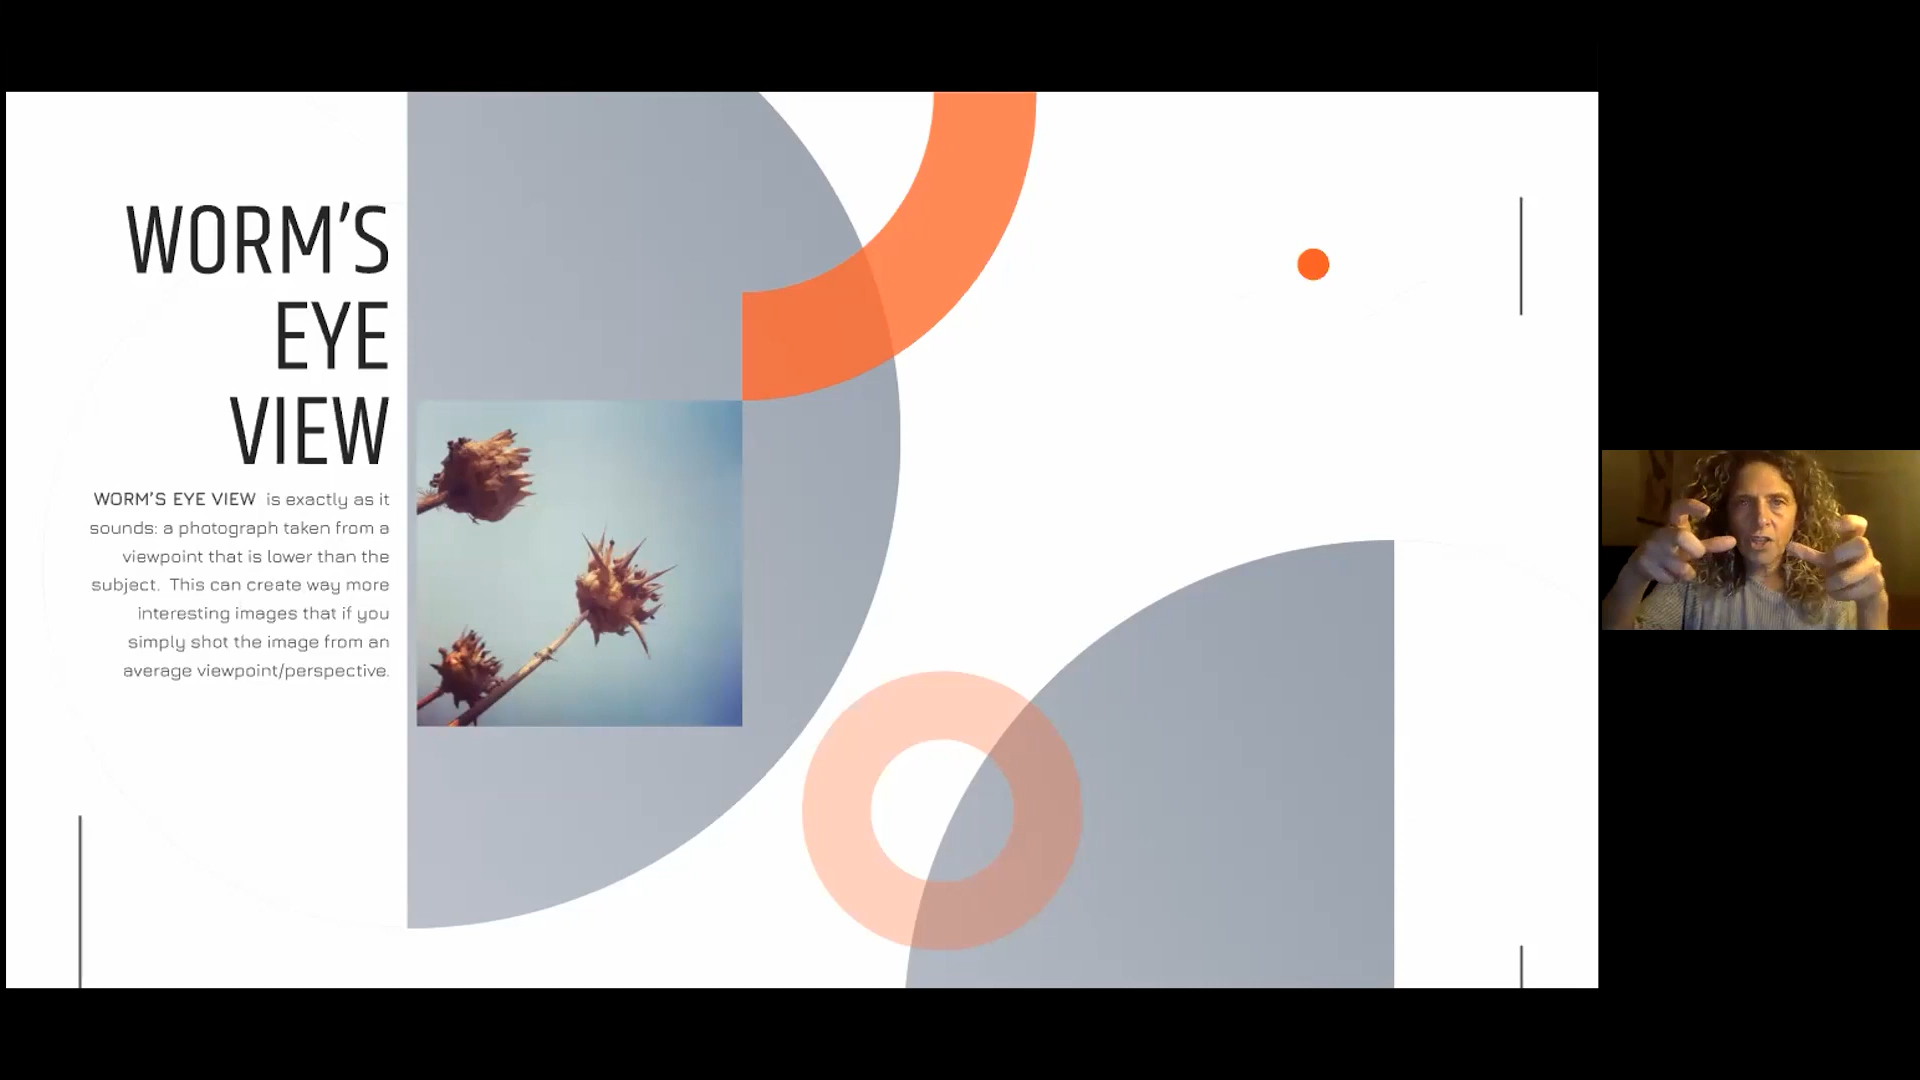 WORM'S
EYE
VIEW
WORM'S EYE VIEW is exactly as it
sounds: a photograph taken from a
viewpoint that is lower than the
subject. This can create way more
interesting images that if you
simply shot the image from an
average viewpoint/perspective.